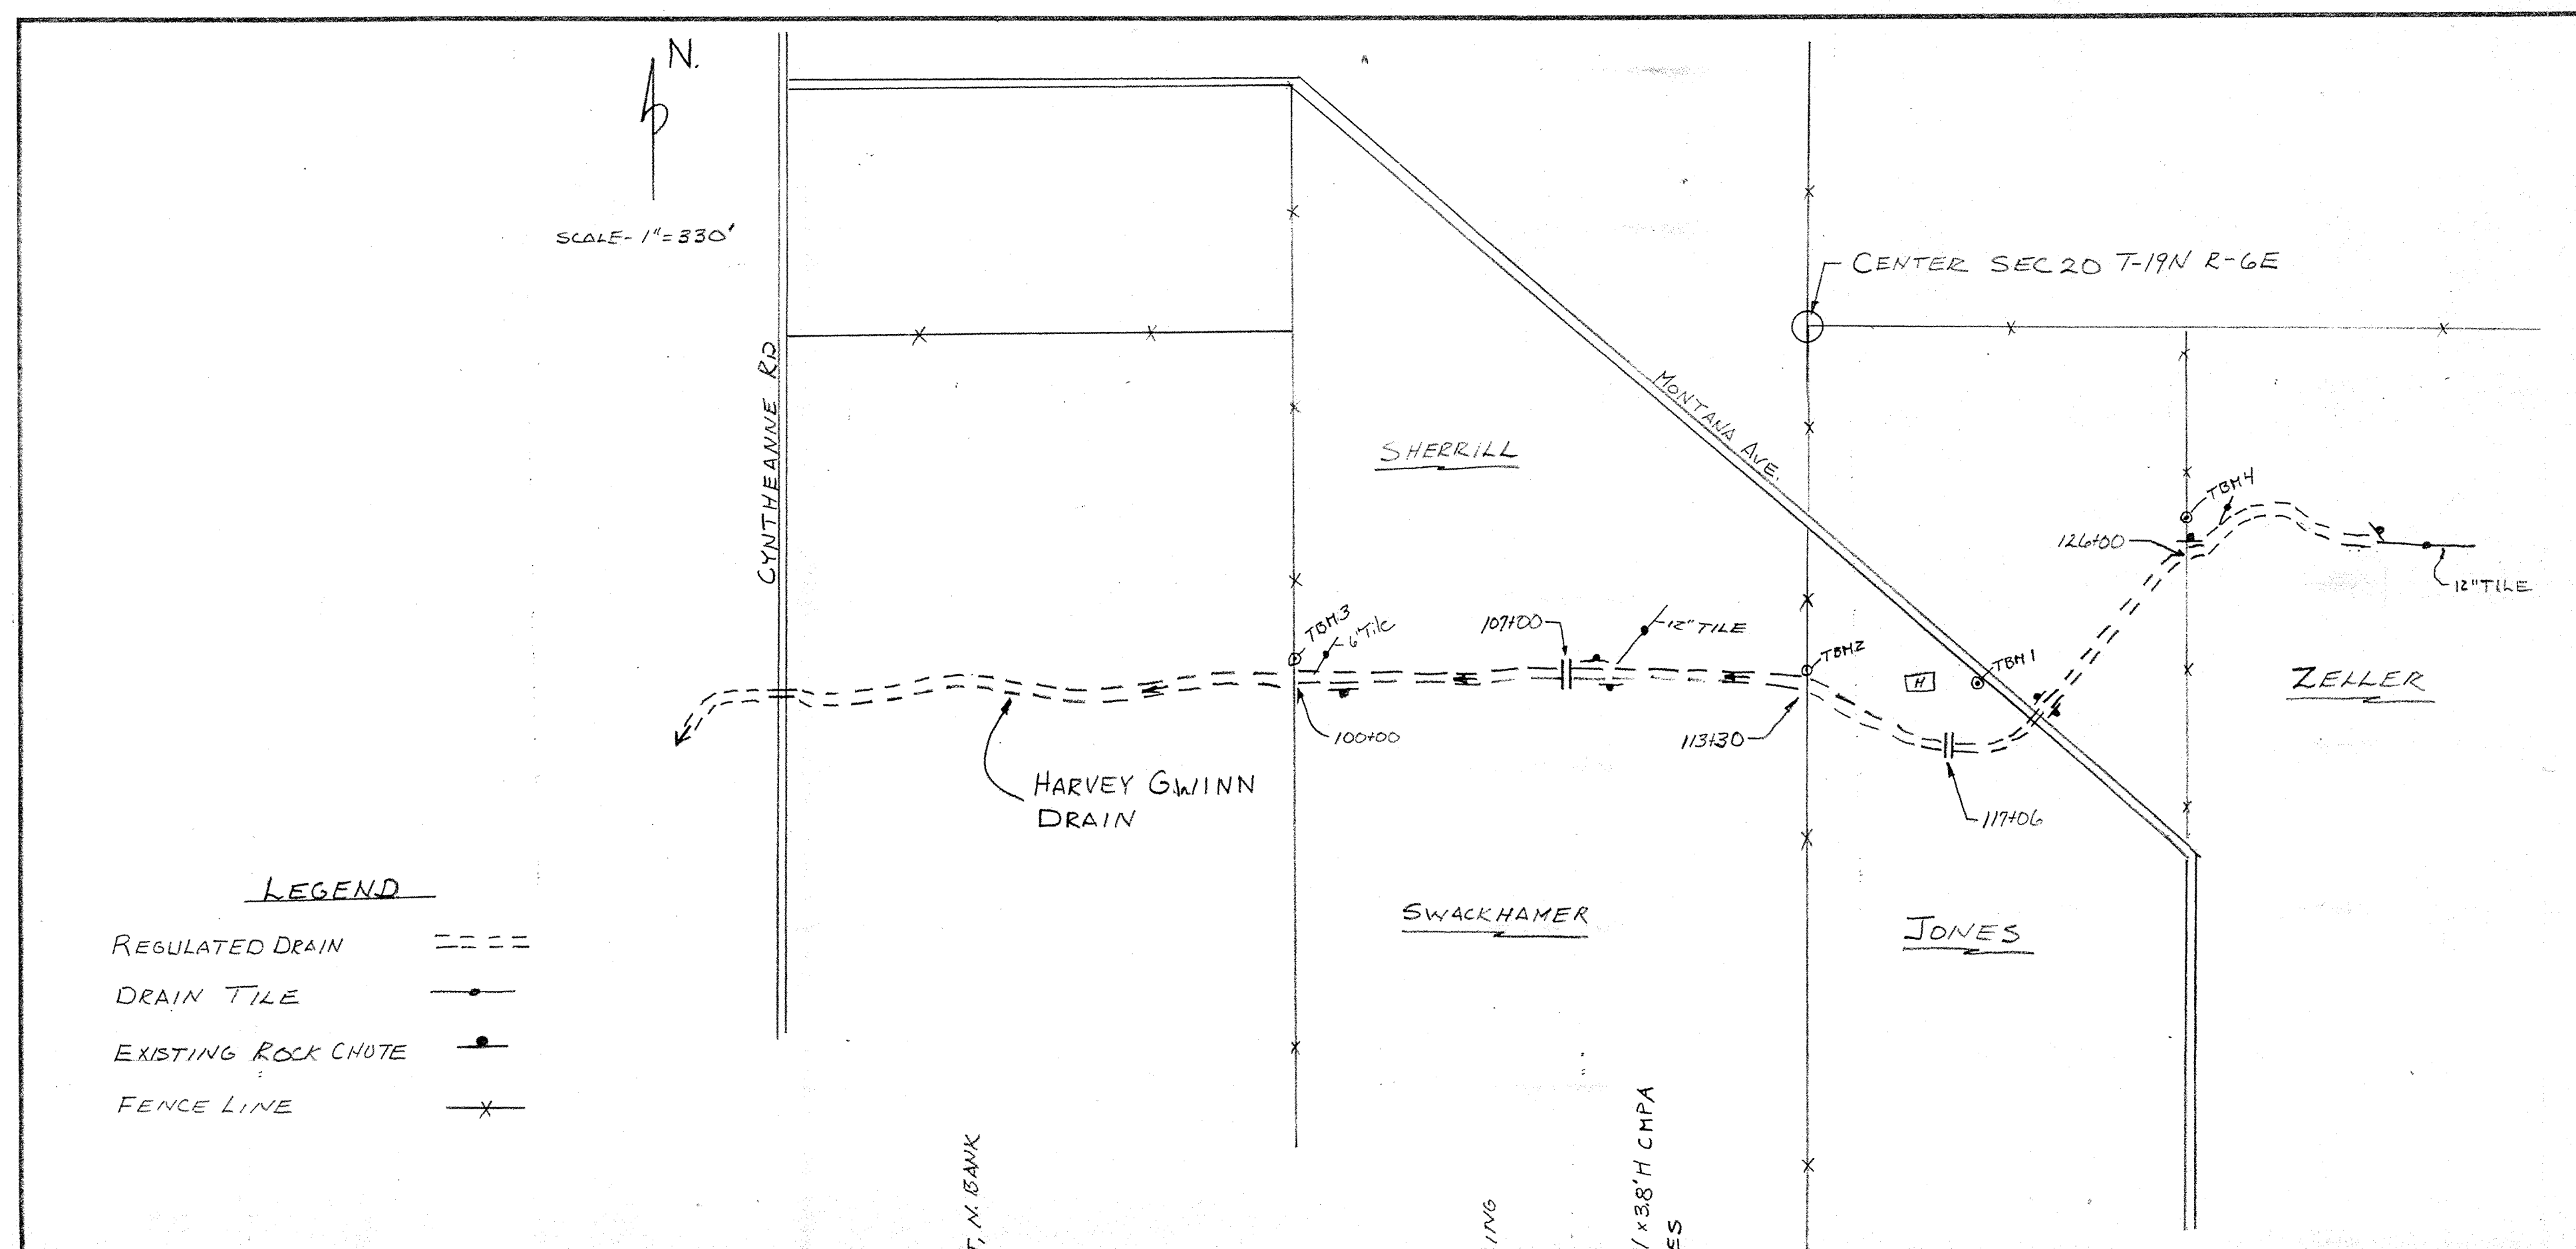 N.
SCALE- 1"=330'
CENTER SEC 20 T-19N R-6E
CYNTHEANNE RD
MONTANA AVE.
SHERRILL
TBM4
126+00
12" TILE
TBM3
6" Tile
107+00
12" TILE
TBM2
H
TBM1
ZELLER
100+00
113+30
117+06
HARVEY GWINN
DRAIN
LEGEND
REGULATED DRAIN
DRAIN TILE
EXISTING ROCK CHUTE
FENCE LINE
SWACKHAMER
JONES
T, N. BANK
ING
x 3.8'H CMPA
ES